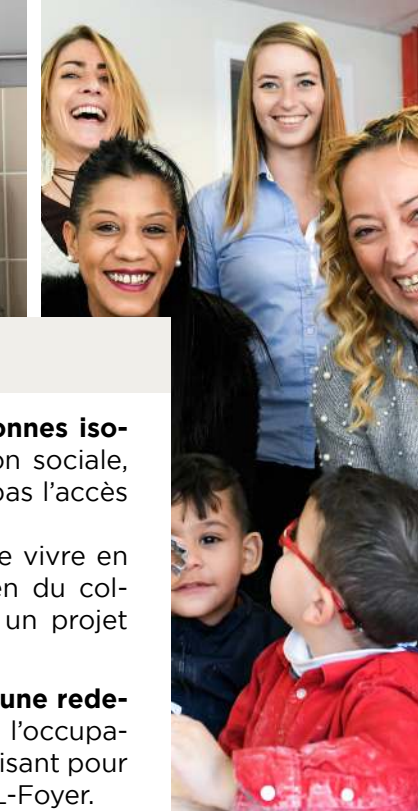 onnes iso-
on sociale,
pas l’accès
e vivre en
en du col-
un projet
une rede-
l’occupa-
isant pour
L-Foyer.